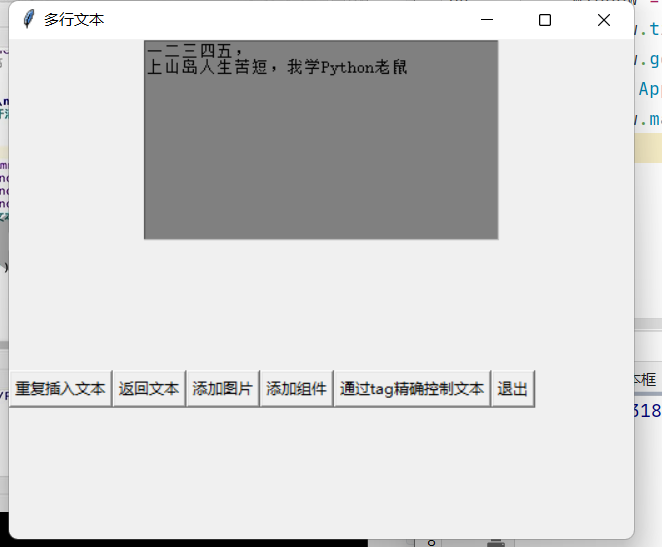 多行文本
一二三四五，
上山岛人生苦短，我学Python老鼠
重复插入文本 返回文本 添加图片 添加组件 通过tag精确控制文本 退出
本框
318